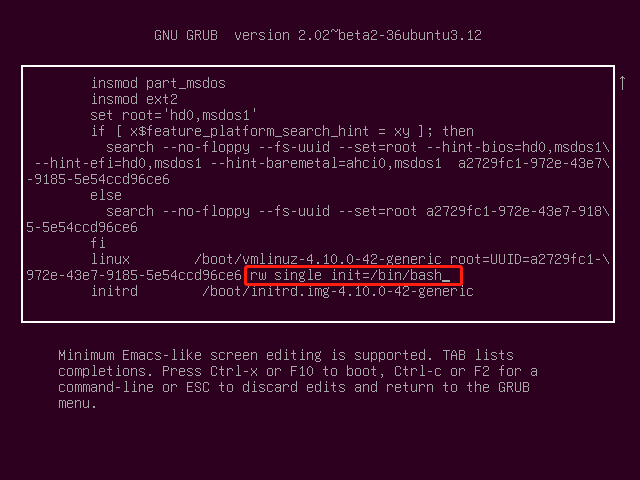 GNU GRUB  version 2.02~beta2-36ubuntu3.12
↑
insmod part_msdos
insmod ext2
set root='hd0,msdos1'
if [ x$feature_platform_search_hint = xy ]; then
search --no-floppy --fs-uuid --set=root --hint-bios=hd0,msdos1\
--hint-efi=hd0,msdos1 --hint-baremetal=ahci0,msdos1  a2729fc1-972e-43e7\
-9185-5e54ccd96ce6
else
search --no-floppy --fs-uuid --set=root a2729fc1-972e-43e7-918\
5-5e54ccd96ce6
fi
linux        /boot/vmlinuz-4.10.0-42-generic root=UUID=a2729fc1-\
972e-43e7-9185-5e54ccd96ce6 rw single init=/bin/bash_
initrd        /boot/initrd.img-4.10.0-42-generic
Minimum Emacs-like screen editing is supported. TAB lists
completions. Press Ctrl-x or F10 to boot, Ctrl-c or F2 for a
command-line or ESC to discard edits and return to the GRUB
menu.